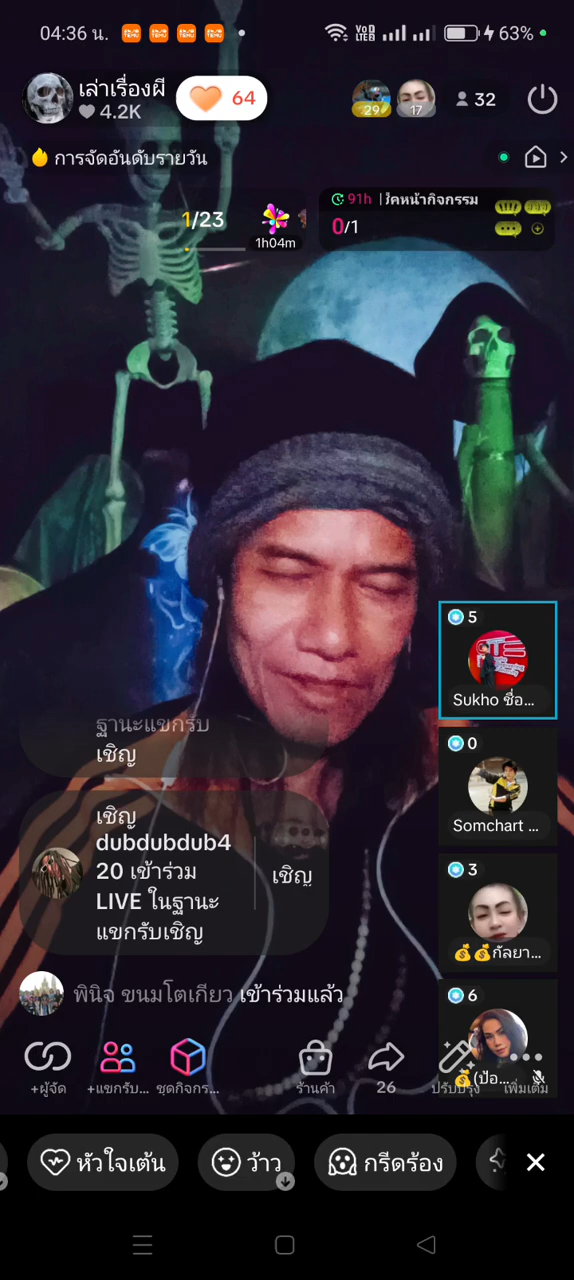 04:36 น.
VoD LTED
63%
เล่าเรื่องผี
4.2K
64
29
17
32
การจัดอันดับรายวัน
1/23
1h04m
91h
0/1
5
Sukho ชื่อ...
0
Somchart ...
3
กัลยา...
6
(ป้อ...
ฐานะแขกรับ
เชิญ
เชิญ
dubdubdub4
20 เข้าร่วม
LIVE ในฐานะ
แขกรับเชิญ
เชิญ
พินิจ ขนมโตเกียว เข้าร่วมแล้ว
+ผู้จัด
+แขกรับ...
ชุดกิจกร...
ร้านค้า
26
ปรับปรุง
เพิ่มเติม
หัวใจเต้น
ว้าว
กรีดร้อง